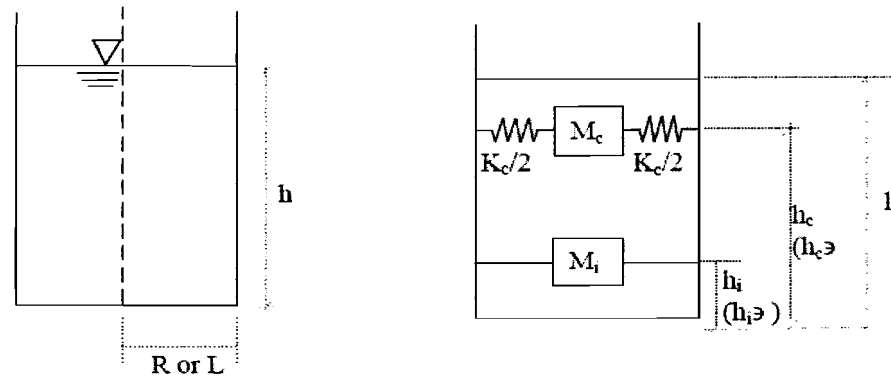 h
R or L
M_c
K_c/2
K_c/2
M_i
h_c
(h_c϶
h_i
(h_i϶ )